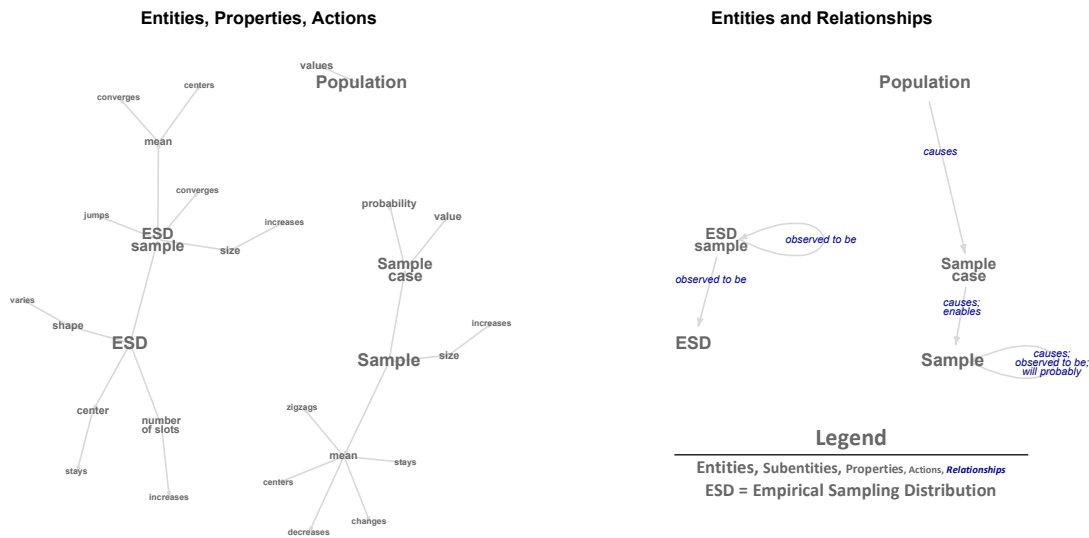 Entities, Properties, Actions
values
Population
centers
converges
mean
converges
jumps
increases
ESD
sample
size
probability
value
Sample
case
varies
shape
ESD
increases
Sample
size
center
number
of slots
zigzags
mean
stays
stays
centers
increases
changes
decreases
Entities and Relationships
Population
causes
ESD
sample
observed to be
observed to be
Sample
case
causes;
enables
ESD
Sample
causes;
observed to be;
will probably
Legend
Entities, Subentities, Properties, Actions, Relationships
ESD = Empirical Sampling Distribution